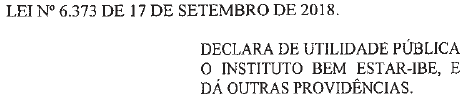 LEI Nº 6.373 DE 17 DE SETEMBRO DE 2018.
DECLARA DE UTILIDADE PÚBLICA
O INSTITUTO BEM ESTAR-IBE, E
DÁ OUTRAS PROVIDÊNCIAS.